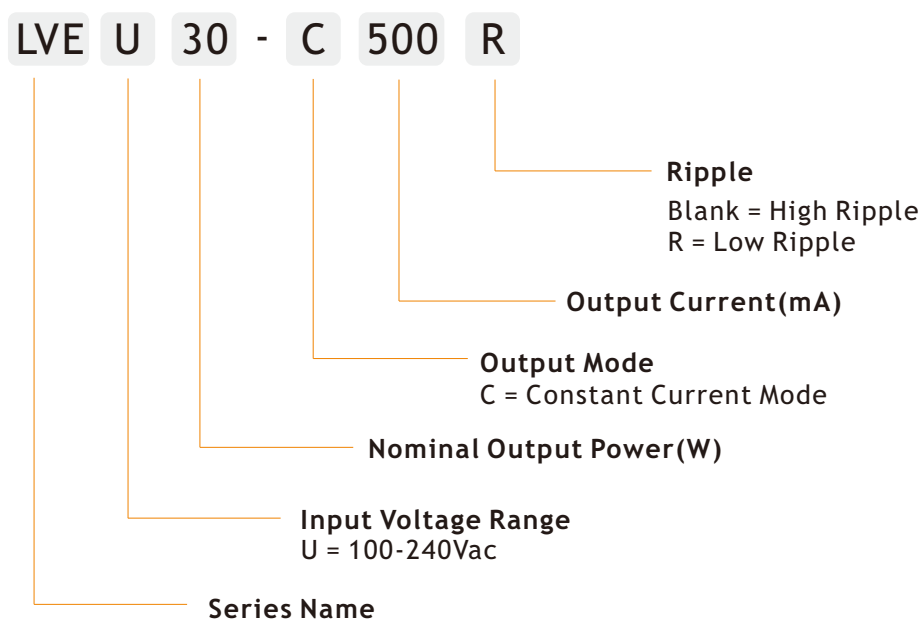 LVE U 30 - C 500 R
Ripple
Blank = High Ripple
R = Low Ripple
Output Current(mA)
Output Mode
C = Constant Current Mode
Nominal Output Power(W)
Input Voltage Range
U = 100-240Vac
Series Name